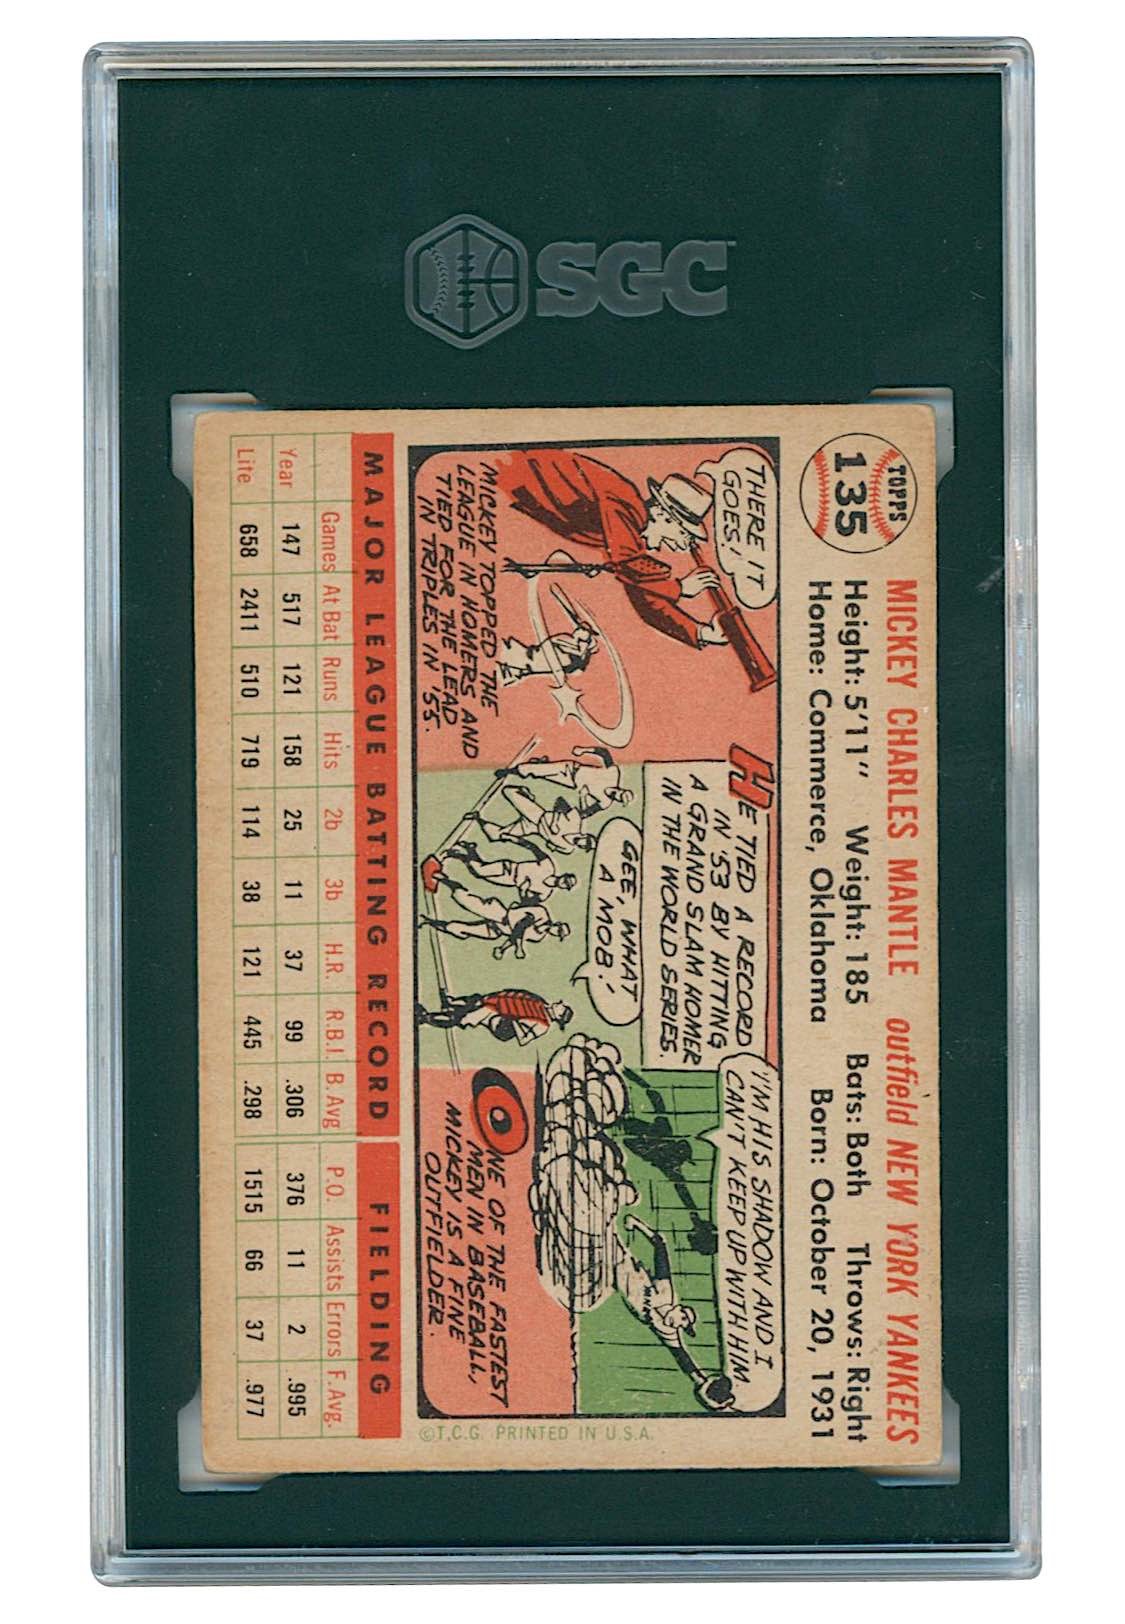 SGC
TOPPS
135
MICKEY CHARLES MANTLE outfield NEW YORK YANKEES
Height: 5'11" Weight: 185 Bats: Both Throws: Right
Home: Commerce, Oklahoma Born: October 20, 1931
THERE IT
GOES!
MICKEY TOPPED THE
LEAGUE IN HOMERS AND
TIED FOR THE LEAD
IN TRIPLES IN '55.
HE TIED A RECORD
IN '53 BY HITTING
A GRAND SLAM HOMER
IN THE WORLD SERIES.
GEE, WHAT
A MOB!
I'M HIS SHADOW AND I
CAN'T KEEP UP WITH HIM.
ONE OF THE FASTEST
MEN IN BASEBALL,
MICKEY IS A FINE
OUTFIELDER.
©T.C.G. PRINTED IN U.S.A.
MAJOR LEAGUE BATTING RECORD FIELDING
Games At Bat Runs Hits 2b 3b H.R. R.B.I. B. Avg P.O. Assists Errors F. Avg.
Year 147 517 121 158 25 11 37 99 .306 376 11 2 .995
Life 658 2411 510 719 114 38 121 445 .298 1515 66 37 .977